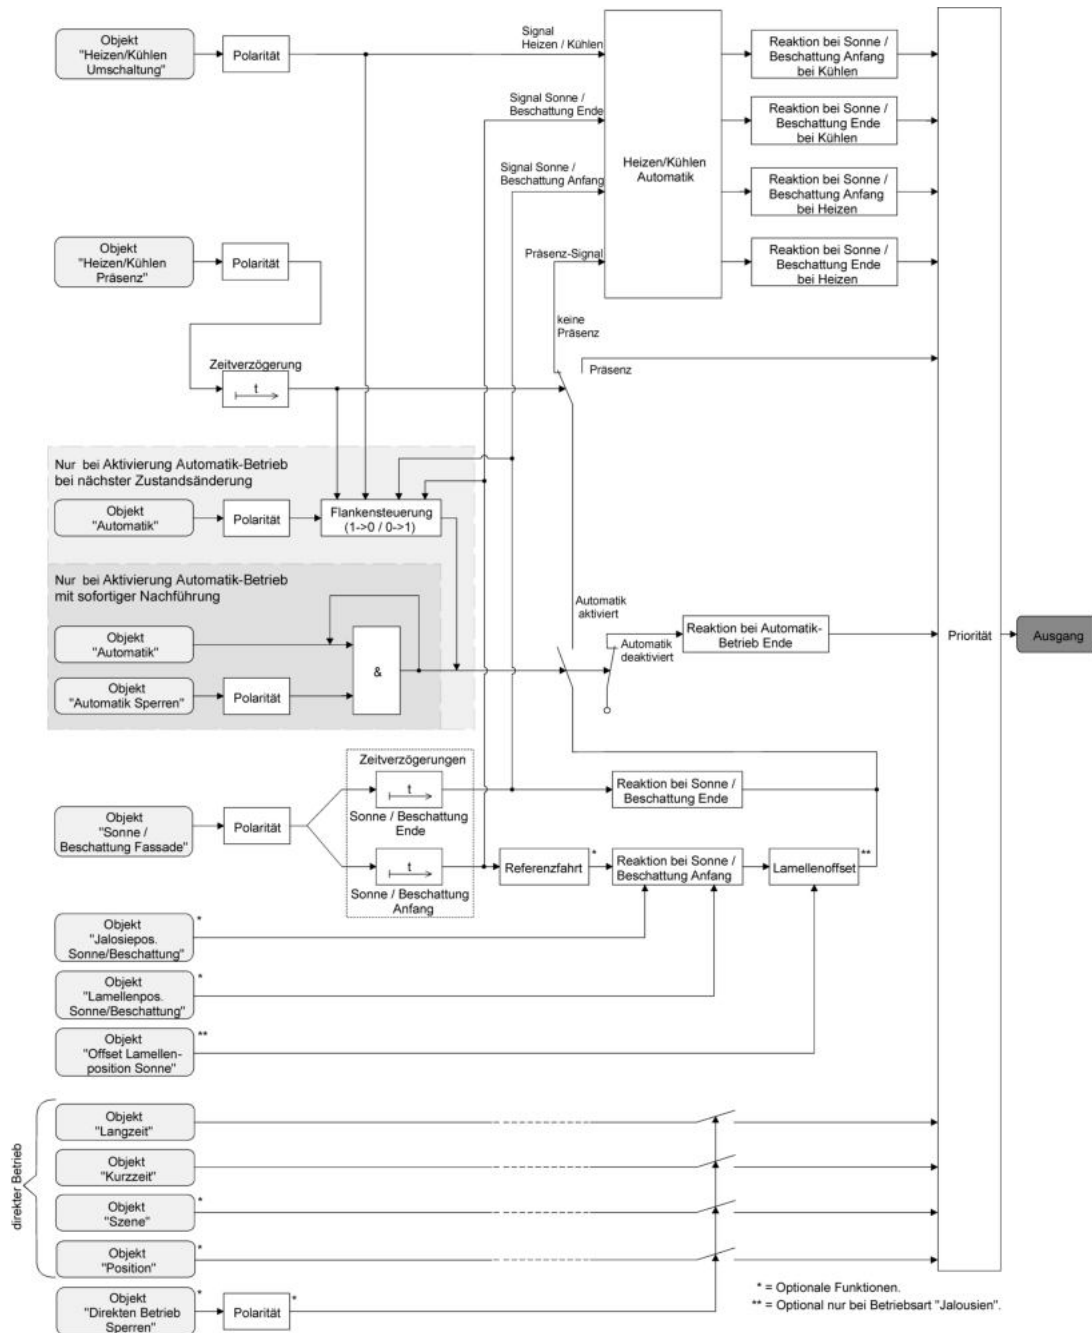 Objekt
"Heizen/Kühlen
Umschaltung"
Polarität
Signal
Heizen / Kühlen
Reaktion bei Sonne /
Beschattung Anfang
bei Kühlen
Signal Sonne /
Beschattung Ende
Reaktion bei Sonne /
Beschattung Ende
bei Kühlen
Signal Sonne /
Beschattung Anfang
Heizen/Kühlen
Automatik
Reaktion bei Sonne /
Beschattung Anfang
bei Heizen
Objekt
"Heizen/Kühlen
Präsenz"
Polarität
Präsenz-Signal
Reaktion bei Sonne /
Beschattung Ende
bei Heizen
keine
Präsenz
Präsenz
Zeitverzögerung
t
Nur bei Aktivierung Automatik-Betrieb
bei nächster Zustandsänderung
Objekt
"Automatik"
Polarität
Flankensteuerung
(1->0 / 0->1)
Nur bei Aktivierung Automatik-Betrieb
mit sofortiger Nachführung
Objekt
"Automatik"
Objekt
"Automatik Sperren"
Polarität
&
Automatik
aktiviert
Automatik
deaktiviert
Reaktion bei Automatik-
Betrieb Ende
Priorität
Ausgang
Zeitverzögerungen
t
Sonne / Beschattung
Ende
Reaktion bei Sonne /
Beschattung Ende
Objekt
"Sonne /
Beschattung Fassade"
Polarität
t
Sonne / Beschattung
Anfang
Referenzfahrt
*
Reaktion bei Sonne /
Beschattung Anfang
Lamellenoffset
**
Objekt
"Jalosiepos.
Sonne/Beschattung"
*
Objekt
"Lamellenpos.
Sonne/Beschattung"
*
Objekt
"Offset Lamellen-
position Sonne"
**
direkter Betrieb
Objekt
"Langzeit"
Objekt
"Kurzzeit"
Objekt
"Szene"
*
Objekt
"Position"
*
Objekt
"Direkten Betrieb
Sperren"
*
Polarität
*
* = Optionale Funktionen.
** = Optional nur bei Betriebsart "Jalousien".